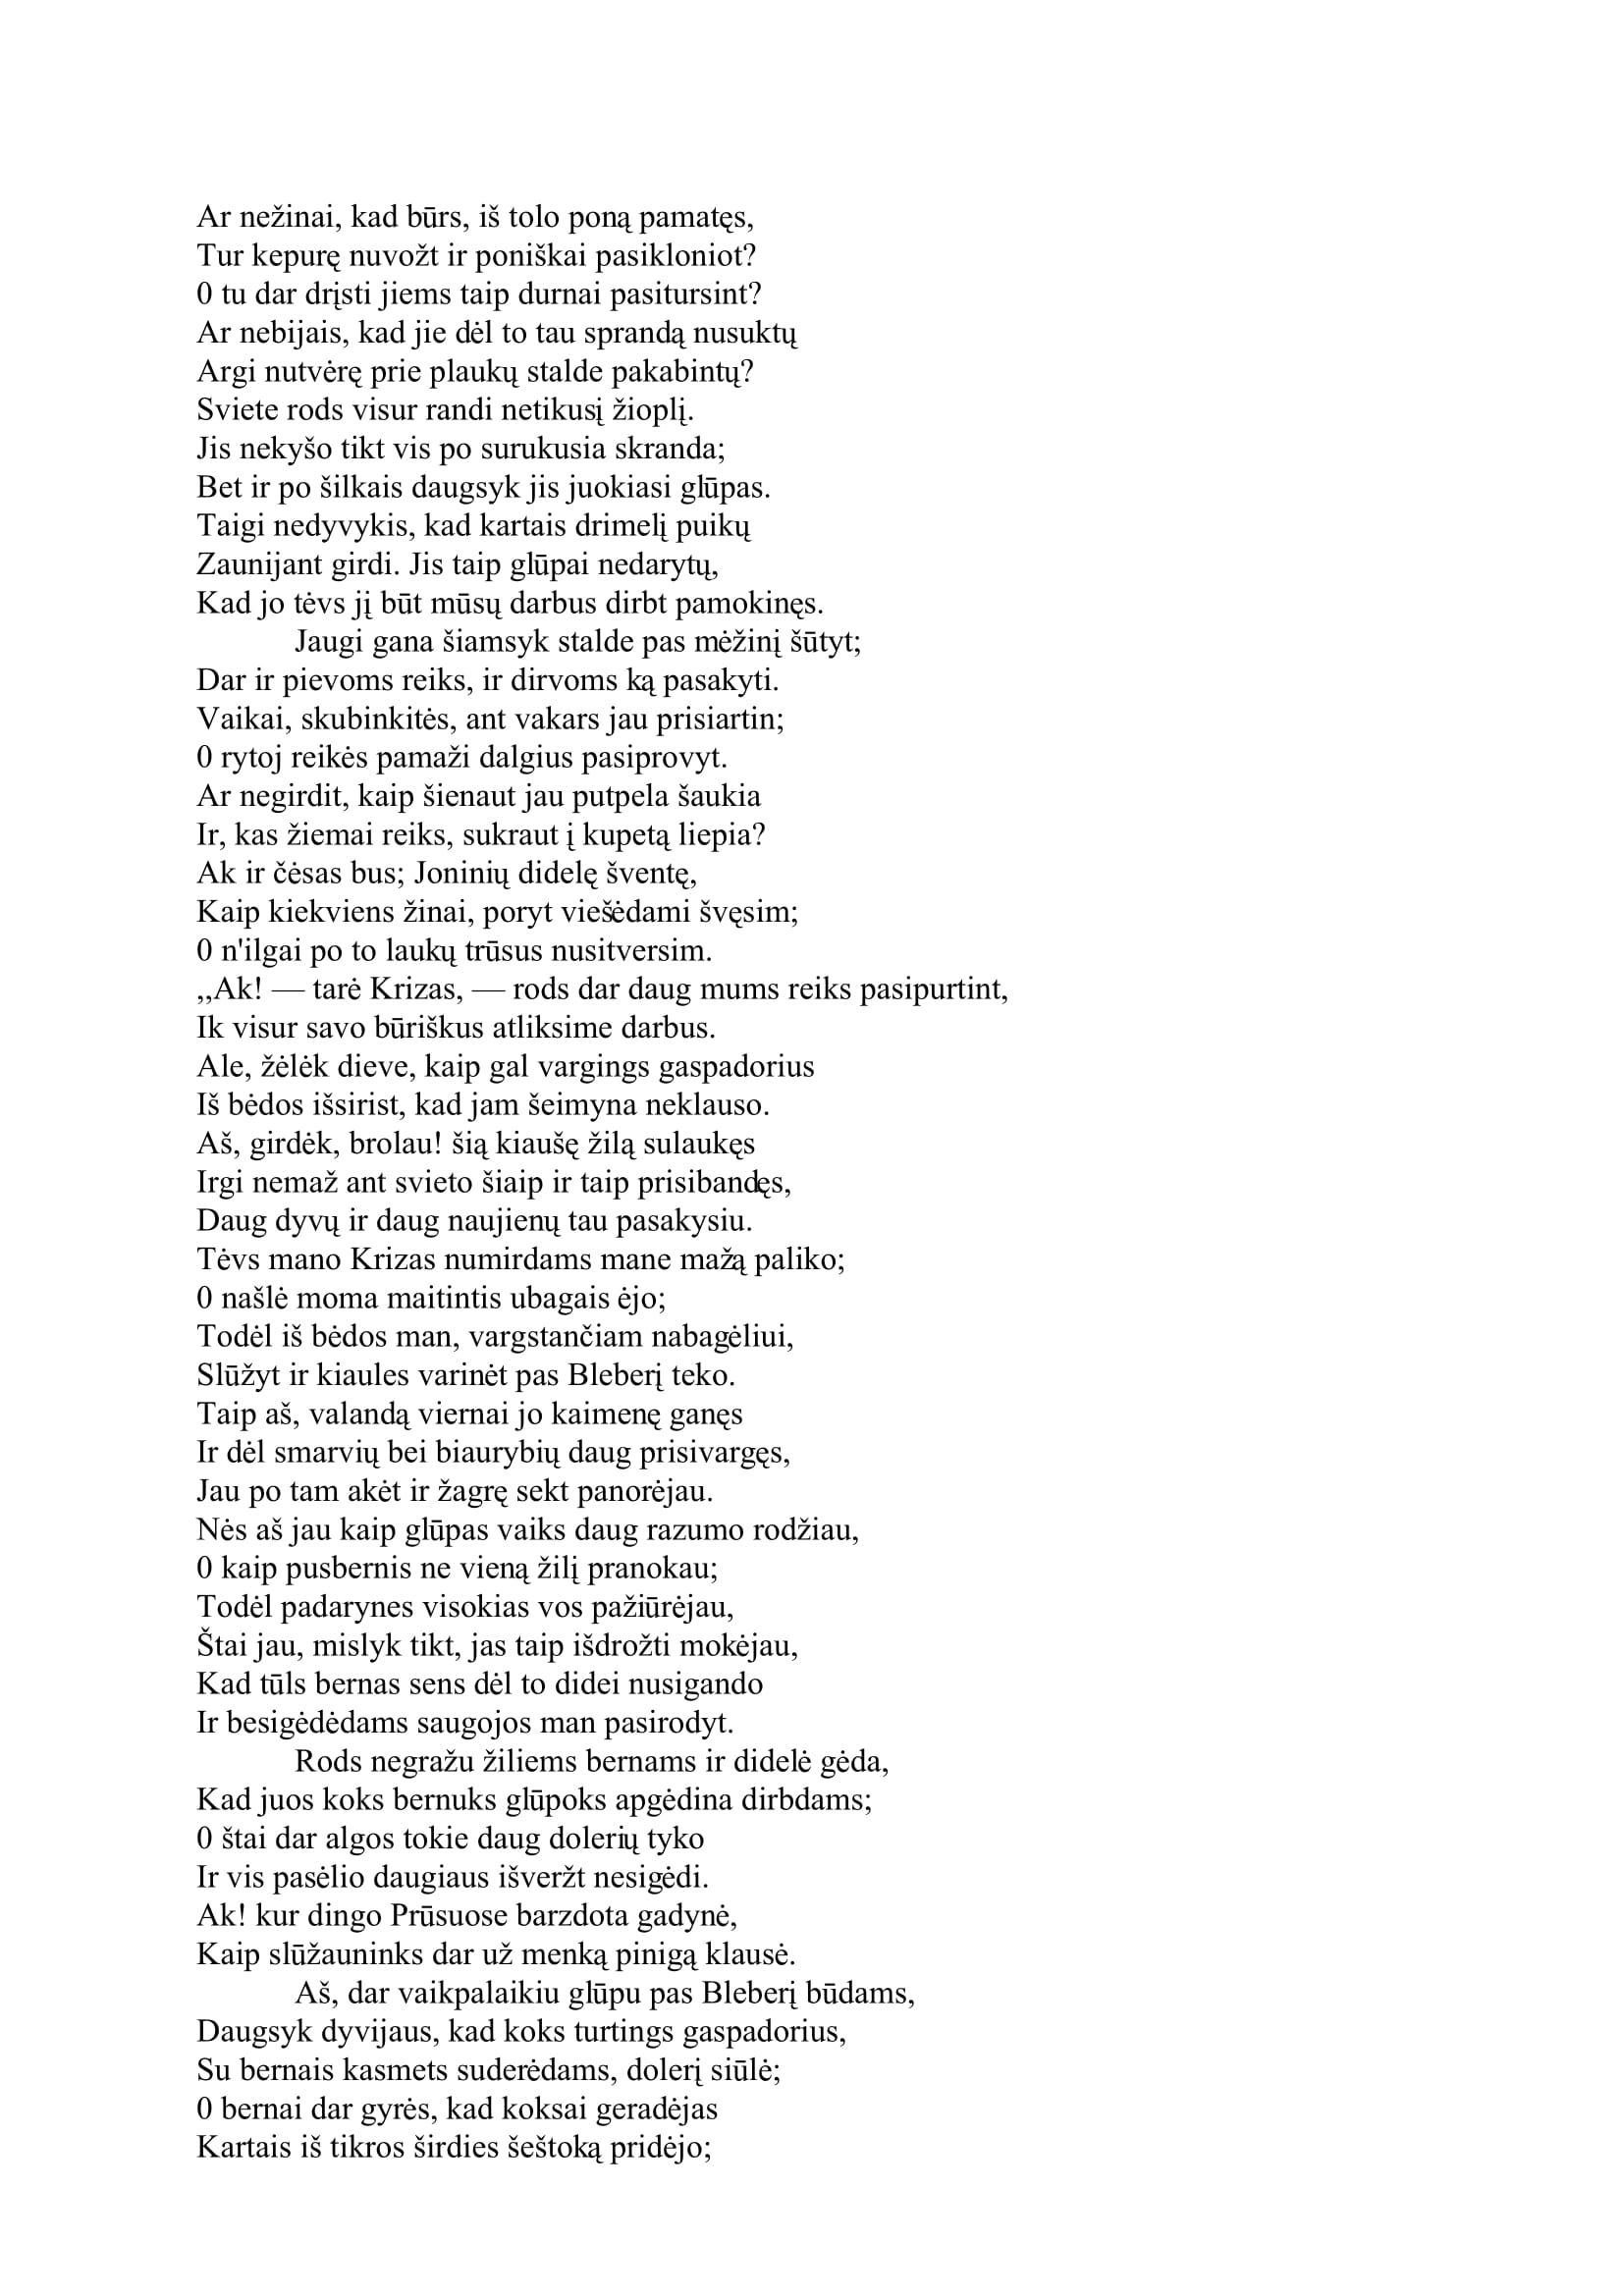 Ar nežinai, kad būrs, iš tolo poną pamatęs,
Tur kepurę nuvožt ir poniškai pasikloniot?
0 tu dar drįsti jiems taip durnai pasitursint?
Ar nebijais, kad jie dėl to tau sprandą nusuktų
Argi nutvėrę prie plaukų stalde pakabintų?
Sviete rods visur randi netikusį žioplį.
Jis nekyšo tikt vis po surukusia skranda;
Bet ir po šilkais daugsyk jis juokiasi glūpas.
Taigi nedyvykis, kad kartais drimelį puikų
Zaunijant girdi. Jis taip glūpai nedarytų,
Kad jo tėvs jį būt mūsų darbus dirbt pamokinęs.
Jaugi gana šiamsyk stalde pas mėžinį šūtyt;
Dar ir pievoms reiks, ir dirvoms ką pasakyti.
Vaikai, skubinkitės, ant vakars jau prisiartin;
0 rytoj reikės pamaži dalgius pasiprovyt.
Ar negirdit, kaip šienaut jau putpela šaukia
Ir, kas žiemai reiks, sukraut į kupetą liepia?
Ak ir čėsas bus; Joninių didelę šventę,
Kaip kiekviens žinai, poryt viešėdami švęsim;
0 n'ilgai po to laukų trūsus nusitversim.
,,Ak! — tarė Krizas, — rods dar daug mums reiks pasipurtint,
Ik visur savo būriškus atliksime darbus.
Ale, žėlėk dieve, kaip gal vargings gaspadorius
Iš bėdos išsirist, kad jam šeimyna neklauso.
Aš, girdėk, brolau! šią kiaušę žilą sulaukęs
Irgi nemaž ant svieto šiaip ir taip prisibandęs,
Daug dyvų ir daug naujienų tau pasakysiu.
Tėvs mano Krizas numirdams mane mažą paliko;
0 našlė moma maitintis ubagais ėjo;
Todėl iš bėdos man, vargstančiam nabagėliui,
Slūžyt ir kiaules varinėt pas Bleberį teko.
Taip aš, valandą viernai jo kaimenę ganęs
Ir dėl smarvių bei biaurybių daug prisivargęs,
Jau po tam akėt ir žagrę sekt panorėjau.
Nės aš jau kaip glūpas vaiks daug razumo rodžiau,
0 kaip pusbernis ne vieną žilį pranokau;
Todėl padarynes visokias vos pažiūrėjau,
Štai jau, mislyk tikt, jas taip išdrožti mokėjau,
Kad tūls bernas sens dėl to didei nusigando
Ir besigėdėdams saugojos man pasirodyt.
Rods negražu žiliems bernams ir didelė gėda,
Kad juos koks bernuks glūpoks apgėdina dirbdams;
0 štai dar algos tokie daug dolerių tyko
Ir vis pasėlio daugiaus išveržt nesigėdi.
Ak! kur dingo Prūsuose barzdota gadynė,
Kaip slūžauninks dar už menką pinigą klausė.
Aš, dar vaikpalaikiu glūpu pas Bleberį būdams,
Daugsyk dyvijaus, kad koks turtings gaspadorius,
Su bernais kasmets suderėdams, dolerį siūlė;
0 bernai dar gyrės, kad koksai geradėjas
Kartais iš tikros širdies šeštoką pridėjo;